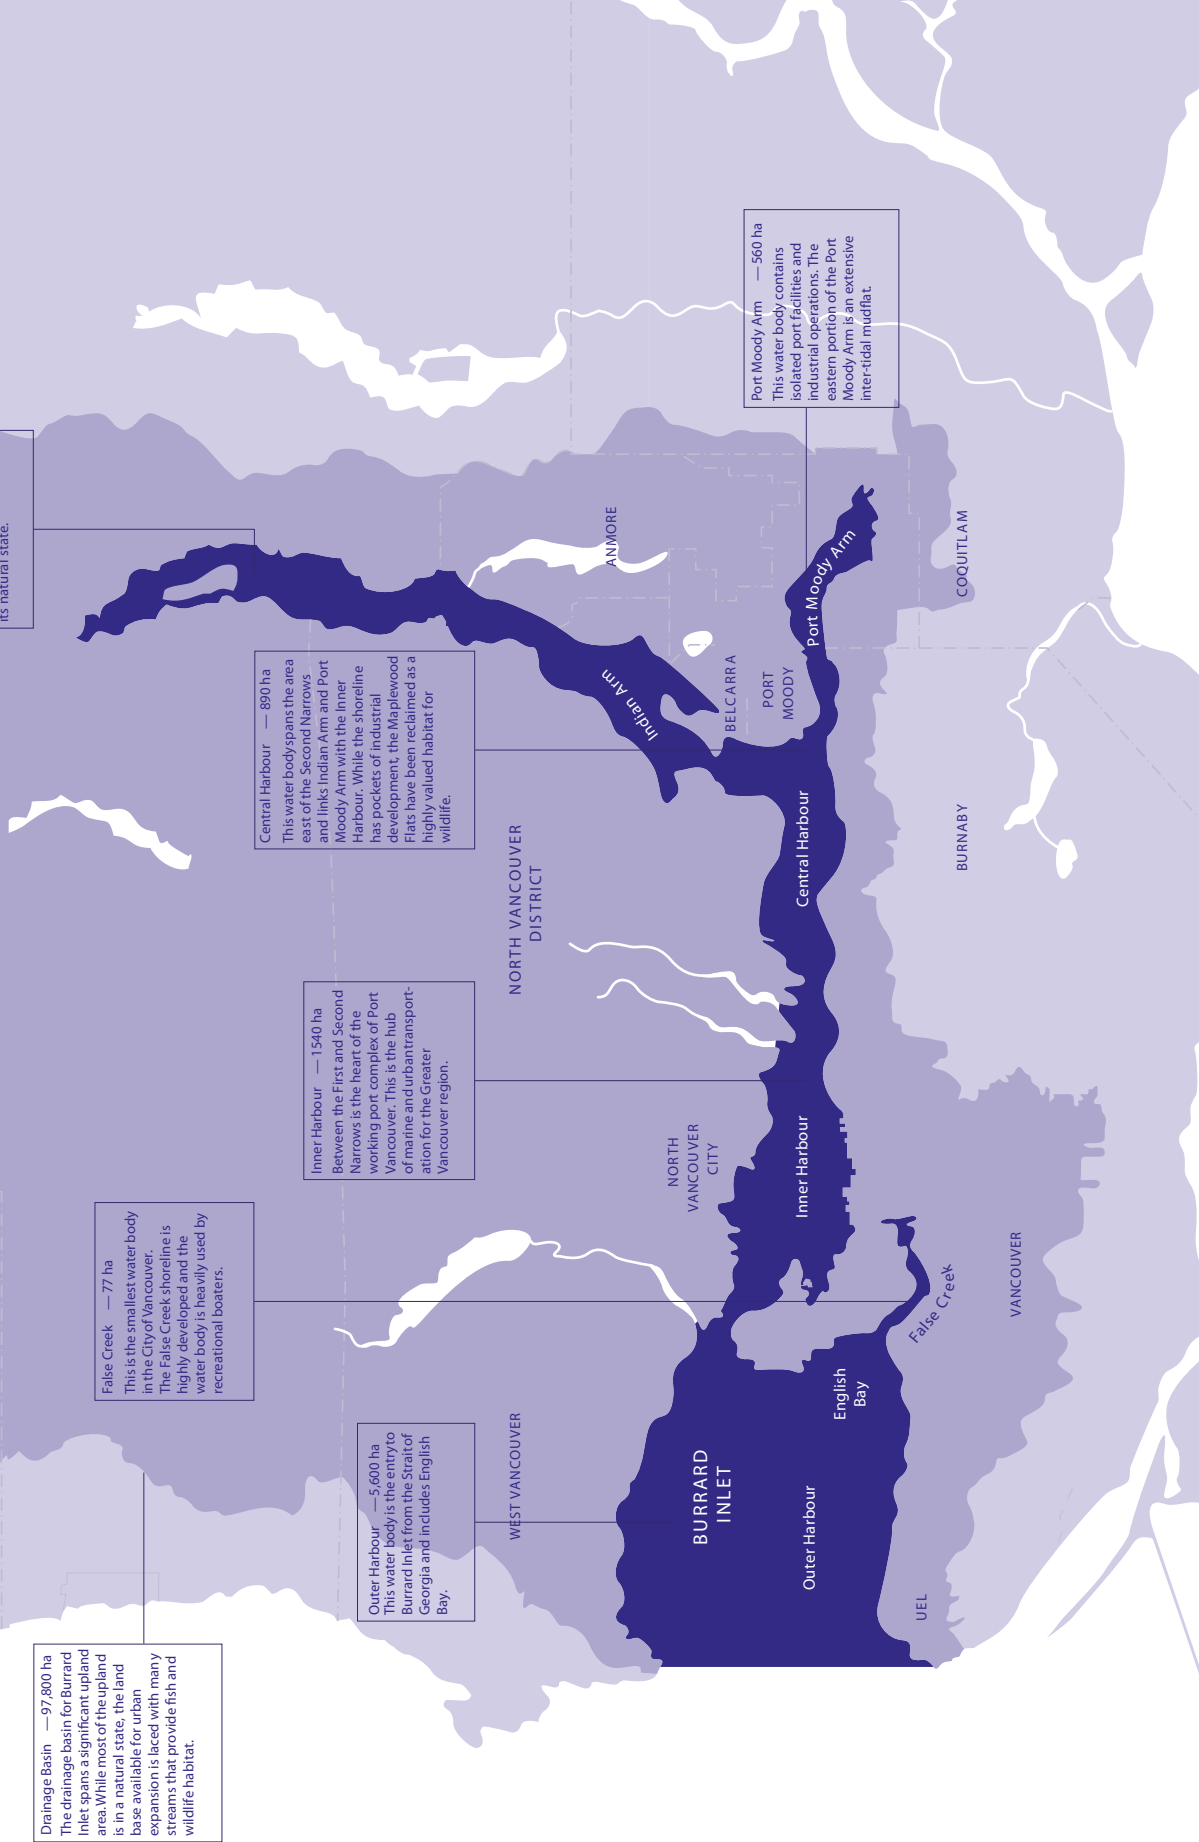 its natural state.
Port Moody Arm — 560 ha
This water body contains
isolated port facilities and
industrial operations. The
eastern portion of the Port
Moody Arm is an extensive
inter-tidal mudflat.
Central Harbour — 890 ha
This water body spans the area
east of the Second Narrows
and links Indian Arm and Port
Moody Arm with the Inner
Harbour. While the shoreline
has pockets of industrial
development, the Maplewood
Flats have been reclaimed as a
highly valued habitat for
wildlife.
Inner Harbour — 1540 ha
Between the First and Second
Narrows is the heart of the
working port complex of Port
Vancouver. This is the hub
of marine and urban transport-
ation for the Greater
Vancouver region.
False Creek — 77 ha
This is the smallest water body
in the City of Vancouver.
The False Creek shoreline is
highly developed and the
water body is heavily used by
recreational boaters.
Outer Harbour — 5,600 ha
This water body is the entry to
Burrard Inlet from the Strait of
Georgia and includes English
Bay.
Drainage Basin — 97,800 ha
The drainage basin for Burrard
Inlet spans a significant upland
area. While most of the upland
is in a natural state, the land
base available for urban
expansion is laced with many
streams that provide fish and
wildlife habitat.
WEST VANCOUVER
NORTH VANCOUVER
DISTRICT
ANMORE
Indian Arm
NORTH
VANCOUVER
CITY
BELCARRA
PORT
MOODY
Port Moody Arm
BURRARD
INLET
Outer Harbour
English
Bay
Inner Harbour
Central Harbour
False Creek
UEL
VANCOUVER
BURNABY
COQUITLAM